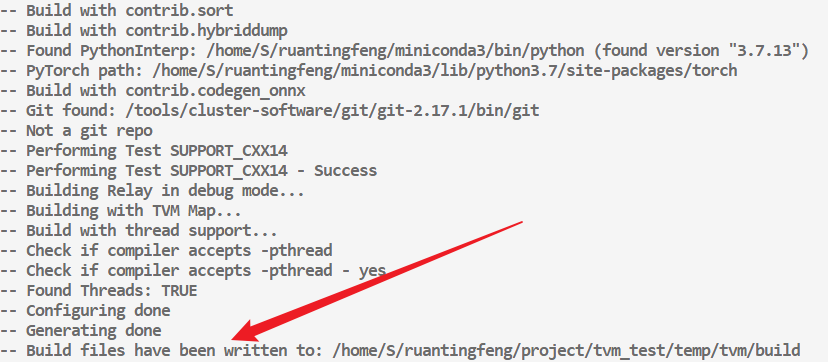 -- Build with contrib.sort
-- Build with contrib.hybriddump
-- Found PythonInterp: /home/S/ruantingfeng/miniconda3/bin/python (found version "3.7.13")
-- PyTorch path: /home/S/ruantingfeng/miniconda3/lib/python3.7/site-packages/torch
-- Build with contrib.codegen_onnx
-- Git found: /tools/cluster-software/git/git-2.17.1/bin/git
-- Not a git repo
-- Performing Test SUPPORT_CXX14
-- Performing Test SUPPORT_CXX14 - Success
-- Building Relay in debug mode...
-- Building with TVM Map...
-- Build with thread support...
-- Check if compiler accepts -pthread
-- Check if compiler accepts -pthread - yes
-- Found Threads: TRUE
-- Configuring done
-- Generating done
-- Build files have been written to: /home/S/ruantingfeng/project/tvm_test/temp/tvm/build